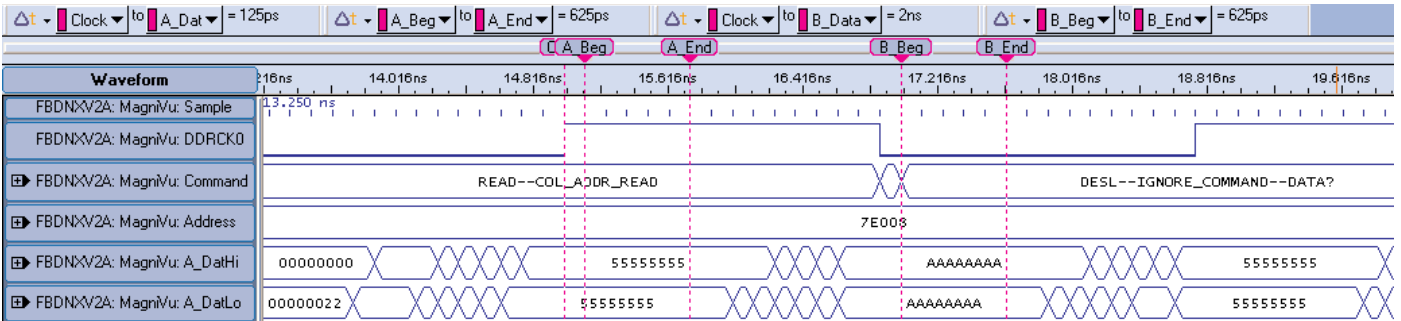 Δt Clock to A_Dat = 125ps Δt A_Beg to A_End = 625ps Δt Clock to B_Data = 2ns Δt B_Beg to B_End = 625ps
A_Beg A_End B_Beg B_End
Waveform 216ns 14.016ns 14.816ns 15.616ns 16.416ns 17.216ns 18.016ns 18.816ns 19.616ns
FBDNXV2A: MagniVu: Sample 13.250 ns
FBDNXV2A: MagniVu: DDRCK0
FBDNXV2A: MagniVu: Command READ--COL_ADDR_READ DESL--IGNORE_COMMAND--DATA?
FBDNXV2A: MagniVu: Address 7E008
FBDNXV2A: MagniVu: A_DatHi 00000000 55555555 AAAAAAAA 55555555
FBDNXV2A: MagniVu: A_DatLo 00000022 55555555 AAAAAAAA 55555555